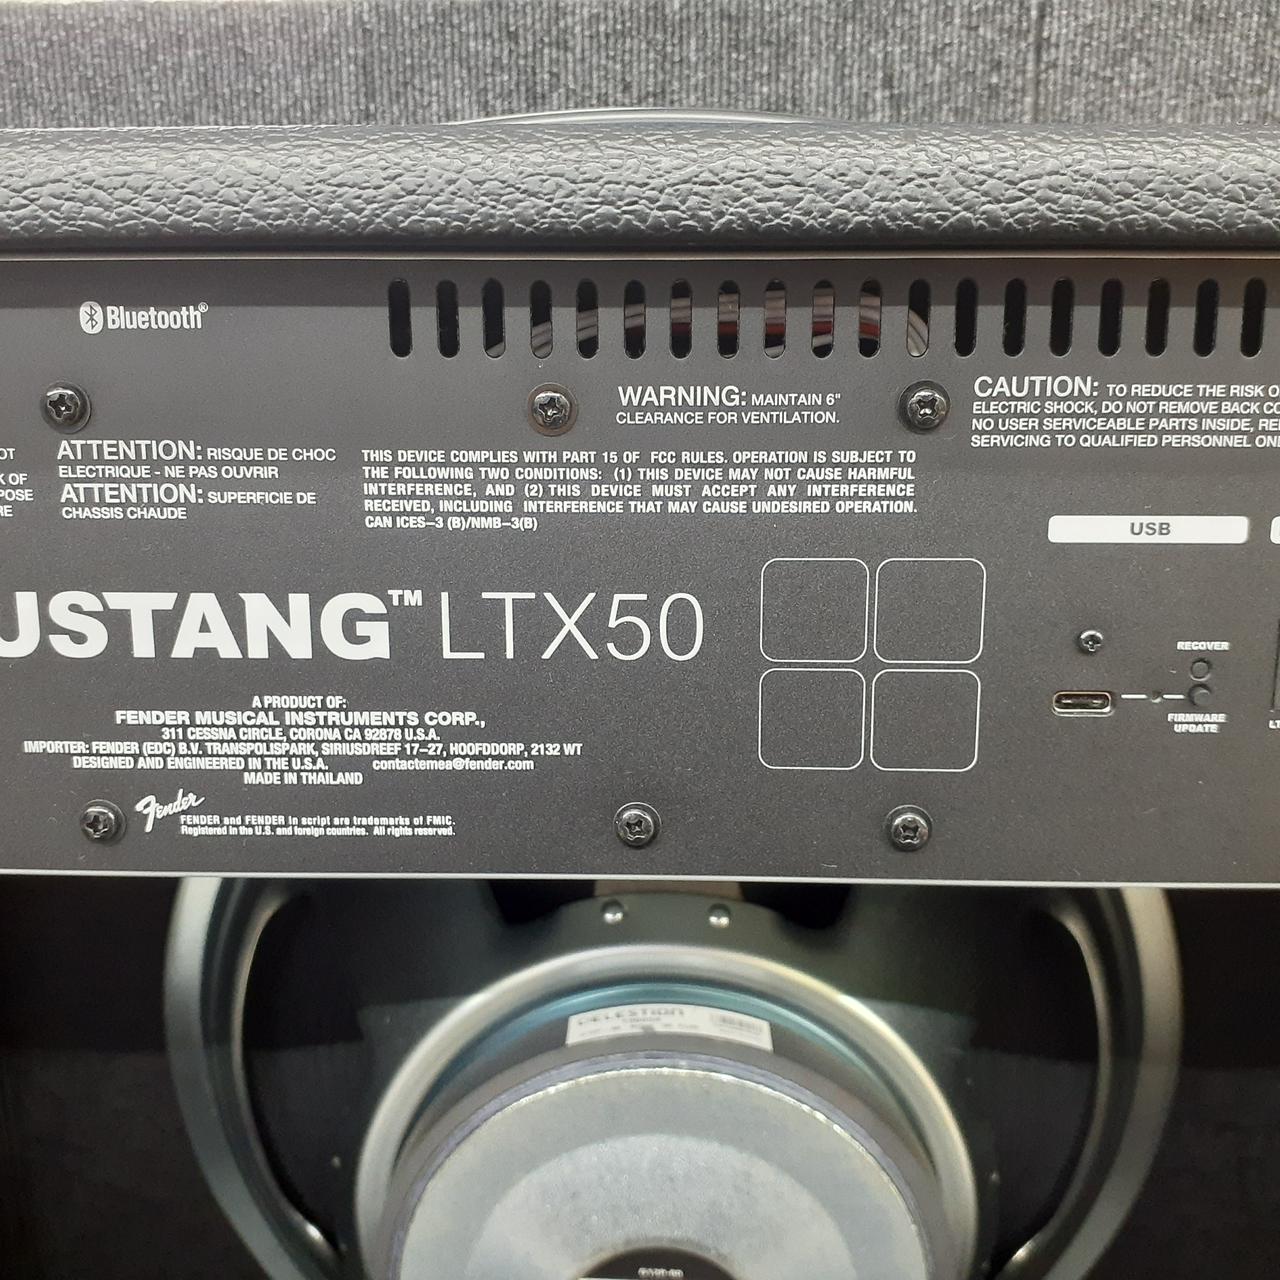 Bluetooth®
WARNING: MAINTAIN 6"
CLEARANCE FOR VENTILATION.
CAUTION: TO REDUCE THE RISK O
ELECTRIC SHOCK, DO NOT REMOVE BACK CO
NO USER SERVICEABLE PARTS INSIDE, RE
SERVICING TO QUALIFIED PERSONNEL ON
OT
K OF
POSE
RE
ATTENTION: RISQUE DE CHOC
ELECTRIQUE - NE PAS OUVRIR
ATTENTION: SUPERFICIE DE
CHASSIS CHAUDE
THIS DEVICE COMPLIES WITH PART 15 OF FCC RULES. OPERATION IS SUBJECT TO
THE FOLLOWING TWO CONDITIONS: (1) THIS DEVICE MAY NOT CAUSE HARMFUL
INTERFERENCE, AND (2) THIS DEVICE MUST ACCEPT ANY INTERFERENCE
RECEIVED, INCLUDING INTERFERENCE THAT MAY CAUSE UNDESIRED OPERATION.
CAN ICES–3 (B)/NMB–3(B)
USB
USTANG™ LTX50
RECOVER
FIRMWARE
UPDATE
LT
A PRODUCT OF:
FENDER MUSICAL INSTRUMENTS CORP.,
311 CESSNA CIRCLE, CORONA CA 92878 U.S.A.
IMPORTER: FENDER (EDC) B.V. TRANSPOLISPARK, SIRIUSDREEF 17–27, HOOFDDORP, 2132 WT
DESIGNED AND ENGINEERED IN THE U.S.A. contactemea@fender.com
MADE IN THAILAND
Fender
FENDER and FENDER in script are trademarks of FMIC.
Registered in the U.S. and foreign countries. All rights reserved.
CELESTION